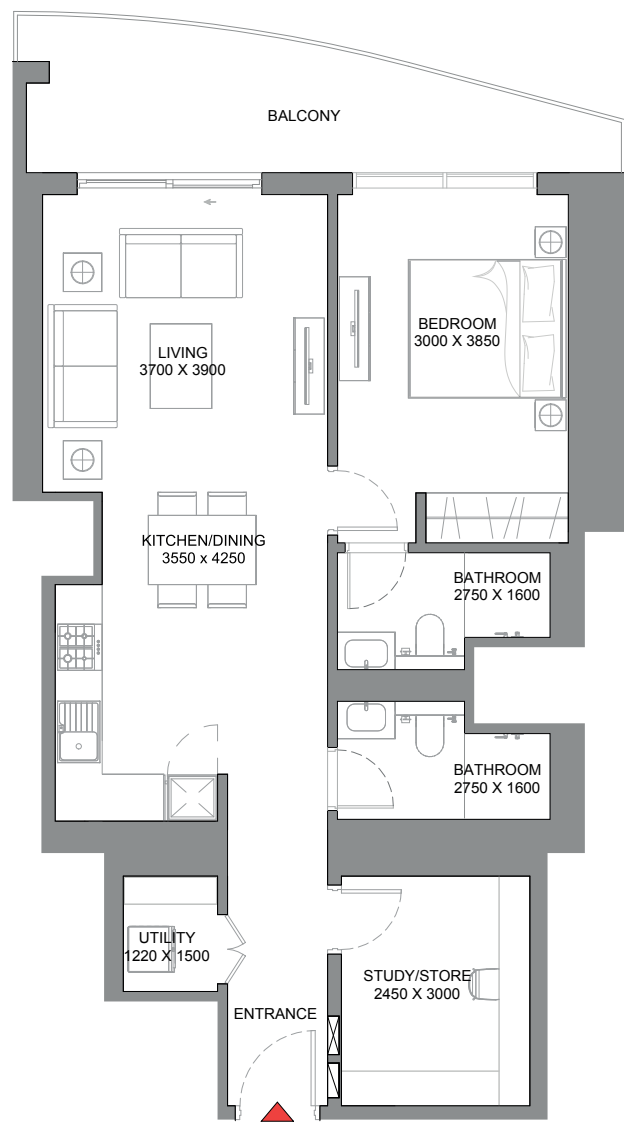 BALCONY
BEDROOM
3000 X 3850
LIVING
3700 X 3900
KITCHEN/DINING
3550 x 4250
BATHROOM
2750 X 1600
BATHROOM
2750 X 1600
UTILITY
1220 X 1500
STUDY/STORE
2450 X 3000
ENTRANCE